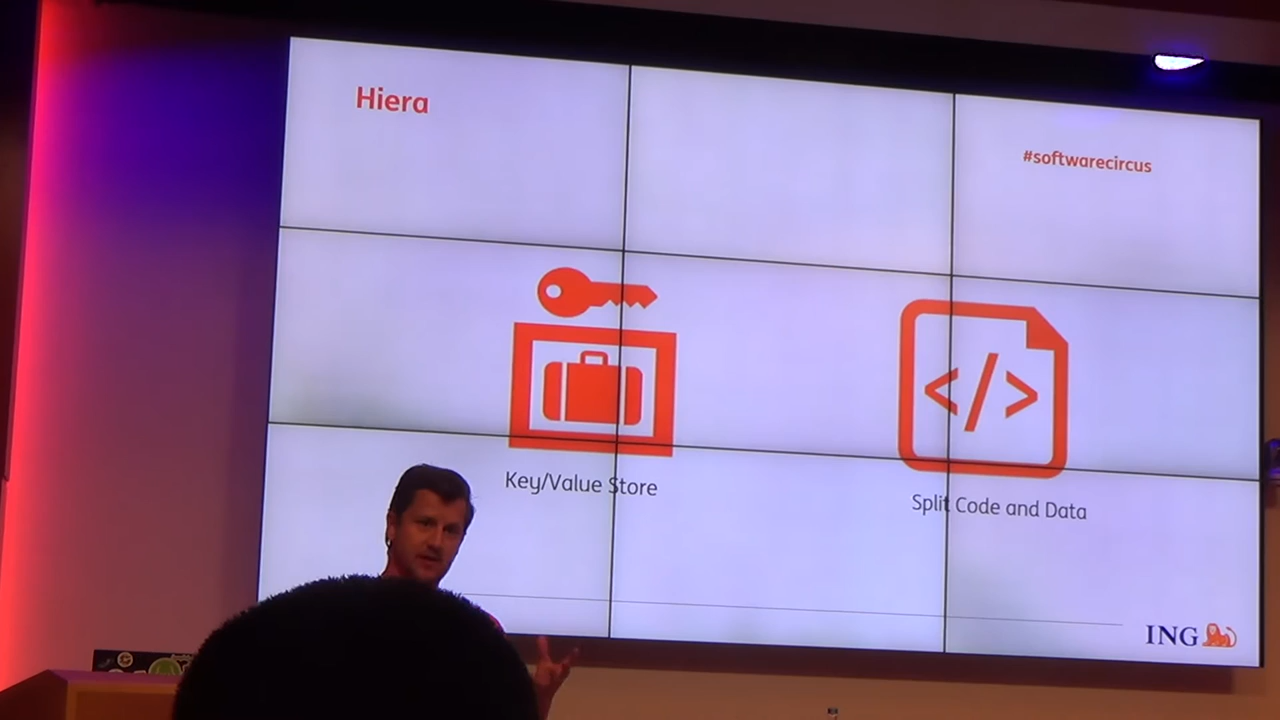 Hiera
#softwarecircus
</>
Key/Value Store
Split Code and Data
ING